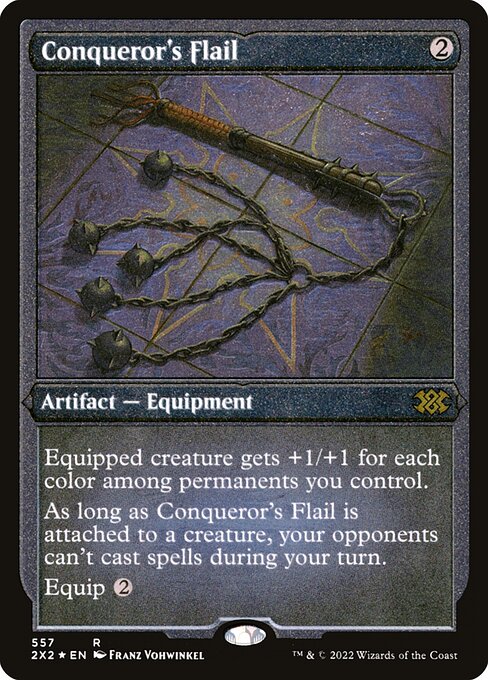 Conqueror's Flail 2
Artifact — Equipment
Equipped creature gets +1/+1 for each
color among permanents you control.
As long as Conqueror's Flail is
attached to a creature, your opponents
can't cast spells during your turn.
Equip 2
557 R
2X2 ★ EN Franz Vohwinkel ™ & © 2022 Wizards of the Coast